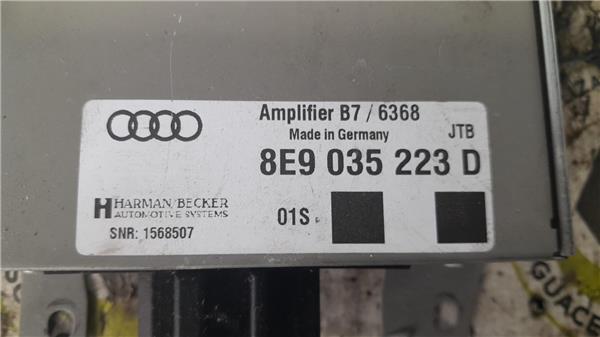 Amplifier B7 / 6368
Made in Germany
JTB
8E9 035 223 D
HARMAN/BECKER
AUTOMOTIVE SYSTEMS
01S
SNR: 1568507